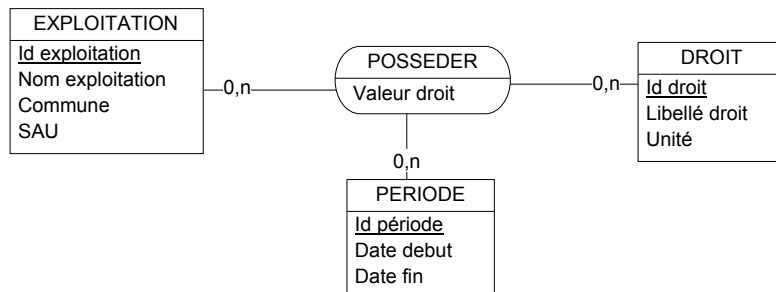 EXPLOITATION
Id exploitation
Nom exploitation
Commune
SAU
0,n
POSSEDER
Valeur droit
0,n
DROIT
Id droit
Libellé droit
Unité
0,n
PERIODE
Id période
Date debut
Date fin